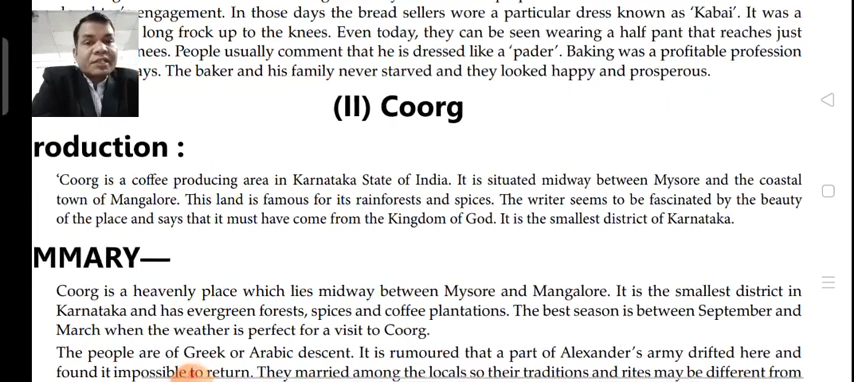 engagement. In those days the bread sellers wore a particular dress known as ‘Kabai’. It was a
long frock up to the knees. Even today, they can be seen wearing a half pant that reaches just
nees. People usually comment that he is dressed like a ‘pader’. Baking was a profitable profession
ays. The baker and his family never starved and they looked happy and prosperous.
(II) Coorg
roduction :
‘Coorg is a coffee producing area in Karnataka State of India. It is situated midway between Mysore and the coastal
town of Mangalore. This land is famous for its rainforests and spices. The writer seems to be fascinated by the beauty
of the place and says that it must have come from the Kingdom of God. It is the smallest district of Karnataka.
MMARY—
Coorg is a heavenly place which lies midway between Mysore and Mangalore. It is the smallest district in
Karnataka and has evergreen forests, spices and coffee plantations. The best season is between September and
March when the weather is perfect for a visit to Coorg.
The people are of Greek or Arabic descent. It is rumoured that a part of Alexander’s army drifted here and
found it impossible to return. They married among the locals so their traditions and rites may be different from